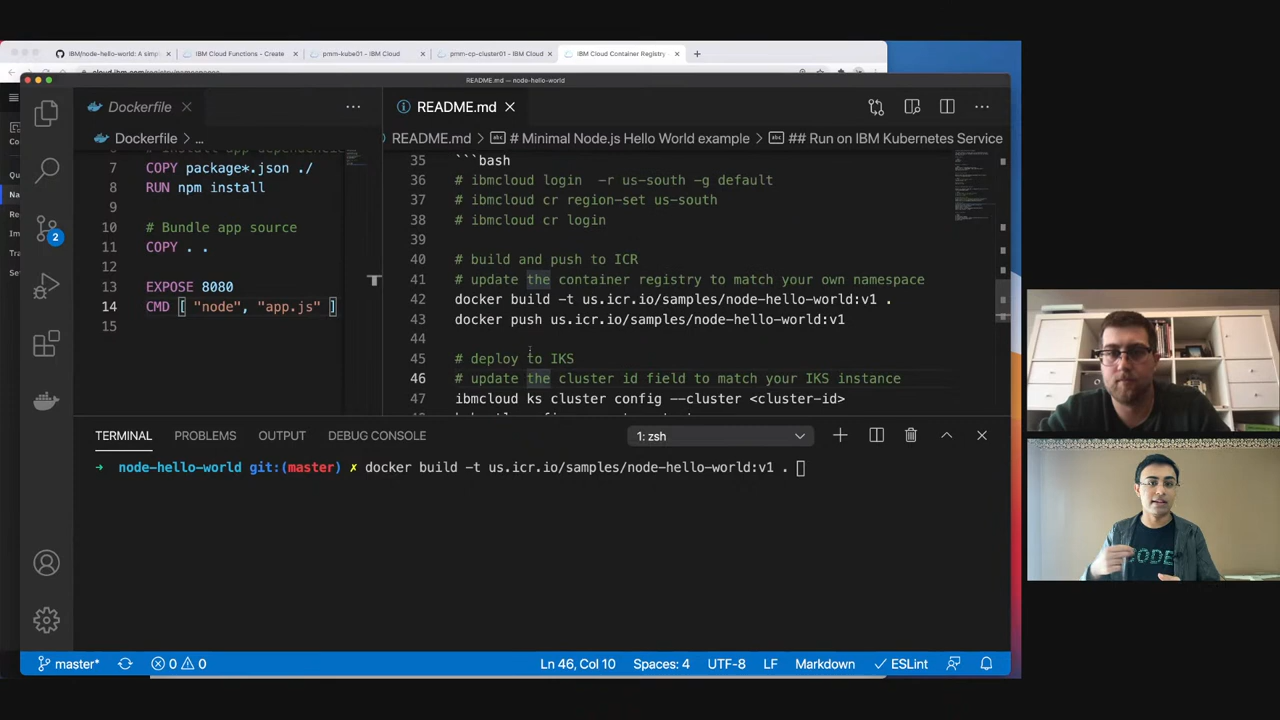 IBM/node-hello-world: A simpl
IBM Cloud Functions - Create
pmm-kube01 - IBM Cloud
pmm-cp-cluster01 - IBM Cloud
IBM Cloud Container Registry
README.md — node-hello-world
Dockerfile
README.md
Dockerfile > ...
README.md > # Minimal Node.js Hello World example > ## Run on IBM Kubernetes Service
7 COPY package*.json ./
8 RUN npm install
9
10 # Bundle app source
11 COPY . .
12
13 EXPOSE 8080
14 CMD [ "node", "app.js" ]
15
35 ```bash
36 # ibmcloud login  -r us-south -g default
37 # ibmcloud cr region-set us-south
38 # ibmcloud cr login
39
40 # build and push to ICR
41 # update the container registry to match your own namespace
42 docker build -t us.icr.io/samples/node-hello-world:v1 .
43 docker push us.icr.io/samples/node-hello-world:v1
44
45 # deploy to IKS
46 # update the cluster id field to match your IKS instance
47 ibmcloud ks cluster config --cluster <cluster-id>
2
TERMINAL PROBLEMS OUTPUT DEBUG CONSOLE
1: zsh
→ node-hello-world git:(master) ✗ docker build -t us.icr.io/samples/node-hello-world:v1 .
CODE
master* 0 0 Ln 46, Col 10 Spaces: 4 UTF-8 LF Markdown ESLint